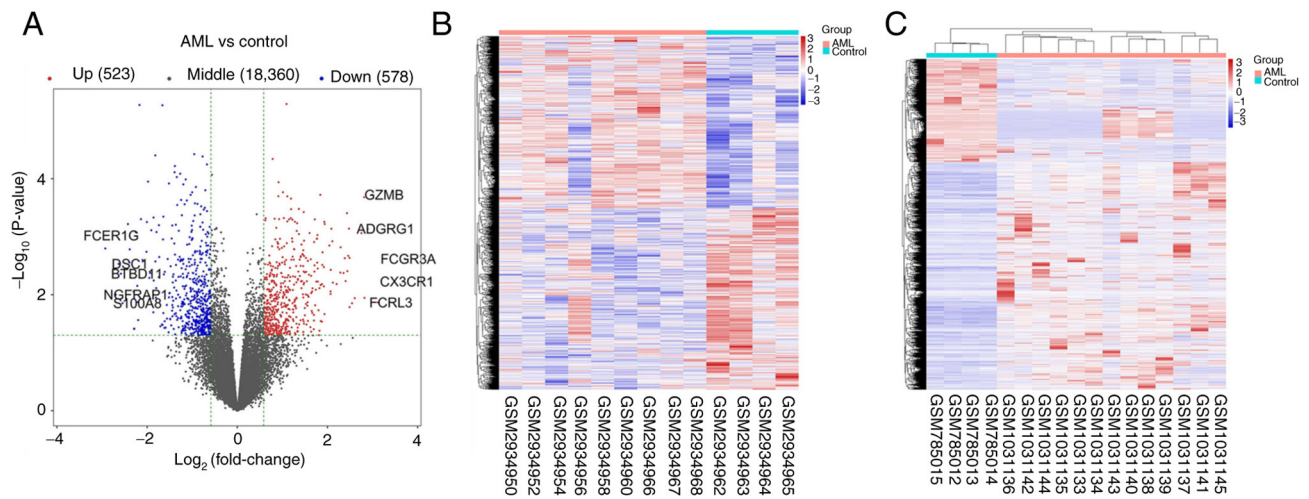 A
AML vs control
Up (523) Middle (18,360) Down (578)
−Log10 (P-value)
4
2
0
GZMB
ADGRG1
FCGR3A
CX3CR1
FCRL3
FCER1G
DSC1
BTBD11
NGFRAP1
S100A8
−4 −2 0 2 4
Log2 (fold-change)
B
Group
AML
Control
3
2
1
0
−1
−2
−3
GSM2934950
GSM2934952
GSM2934954
GSM2934956
GSM2934958
GSM2934960
GSM2934966
GSM2934967
GSM2934968
GSM2934962
GSM2934963
GSM2934964
GSM2934965
C
Group
AML
Control
3
2
1
0
−1
−2
−3
GSM785015
GSM785012
GSM785013
GSM785014
GSM1031136
GSM1031142
GSM1031144
GSM1031135
GSM1031133
GSM1031134
GSM1031143
GSM1031140
GSM1031138
GSM1031139
GSM1031137
GSM1031141
GSM1031145